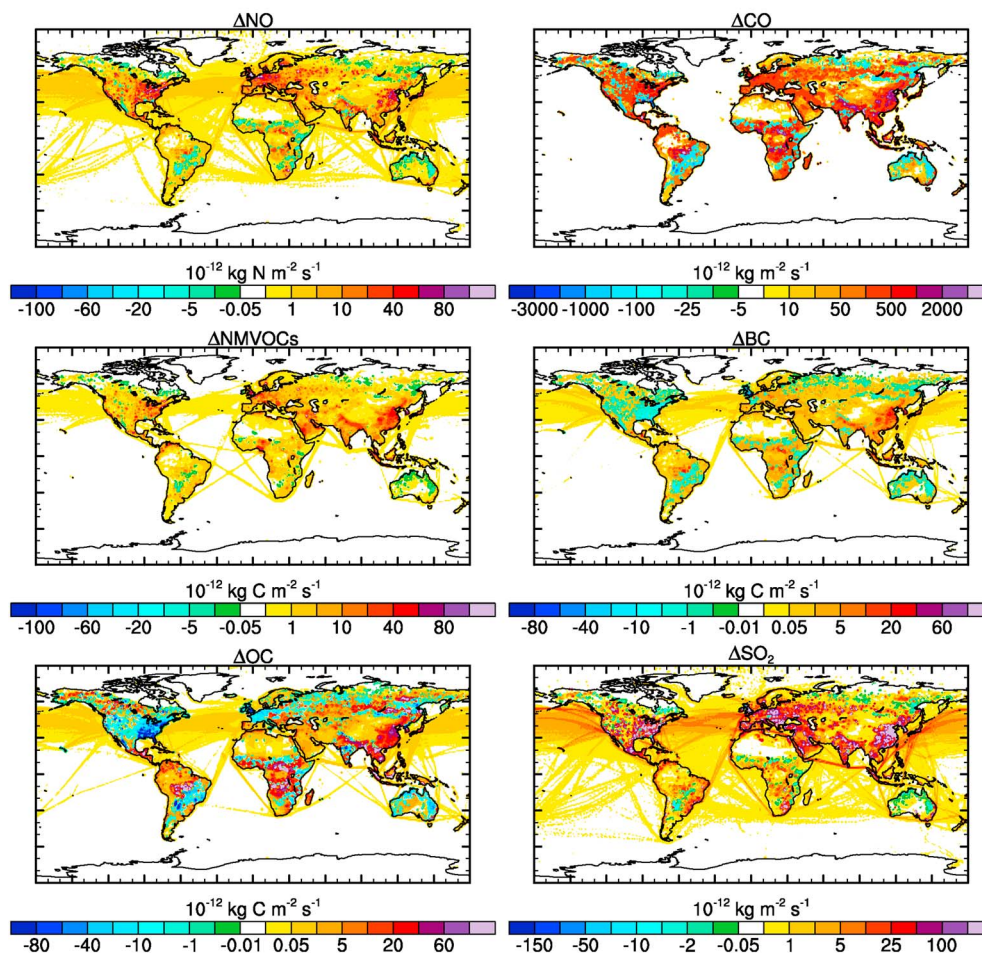 ΔNO
ΔCO
10⁻¹² kg N m⁻² s⁻¹
-100 -60 -20 -5 -0.05 1 10 40 80
10⁻¹² kg m⁻² s⁻¹
-3000 -1000 -100 -25 -5 10 50 500 2000
ΔNMVOCs
ΔBC
10⁻¹² kg C m⁻² s⁻¹
-100 -60 -20 -5 -0.05 1 10 40 80
10⁻¹² kg C m⁻² s⁻¹
-80 -40 -10 -1 -0.01 0.05 5 20 60
ΔOC
ΔSO₂
10⁻¹² kg C m⁻² s⁻¹
-80 -40 -10 -1 -0.01 0.05 5 20 60
10⁻¹² kg m⁻² s⁻¹
-150 -50 -10 -2 -0.05 1 5 25 100